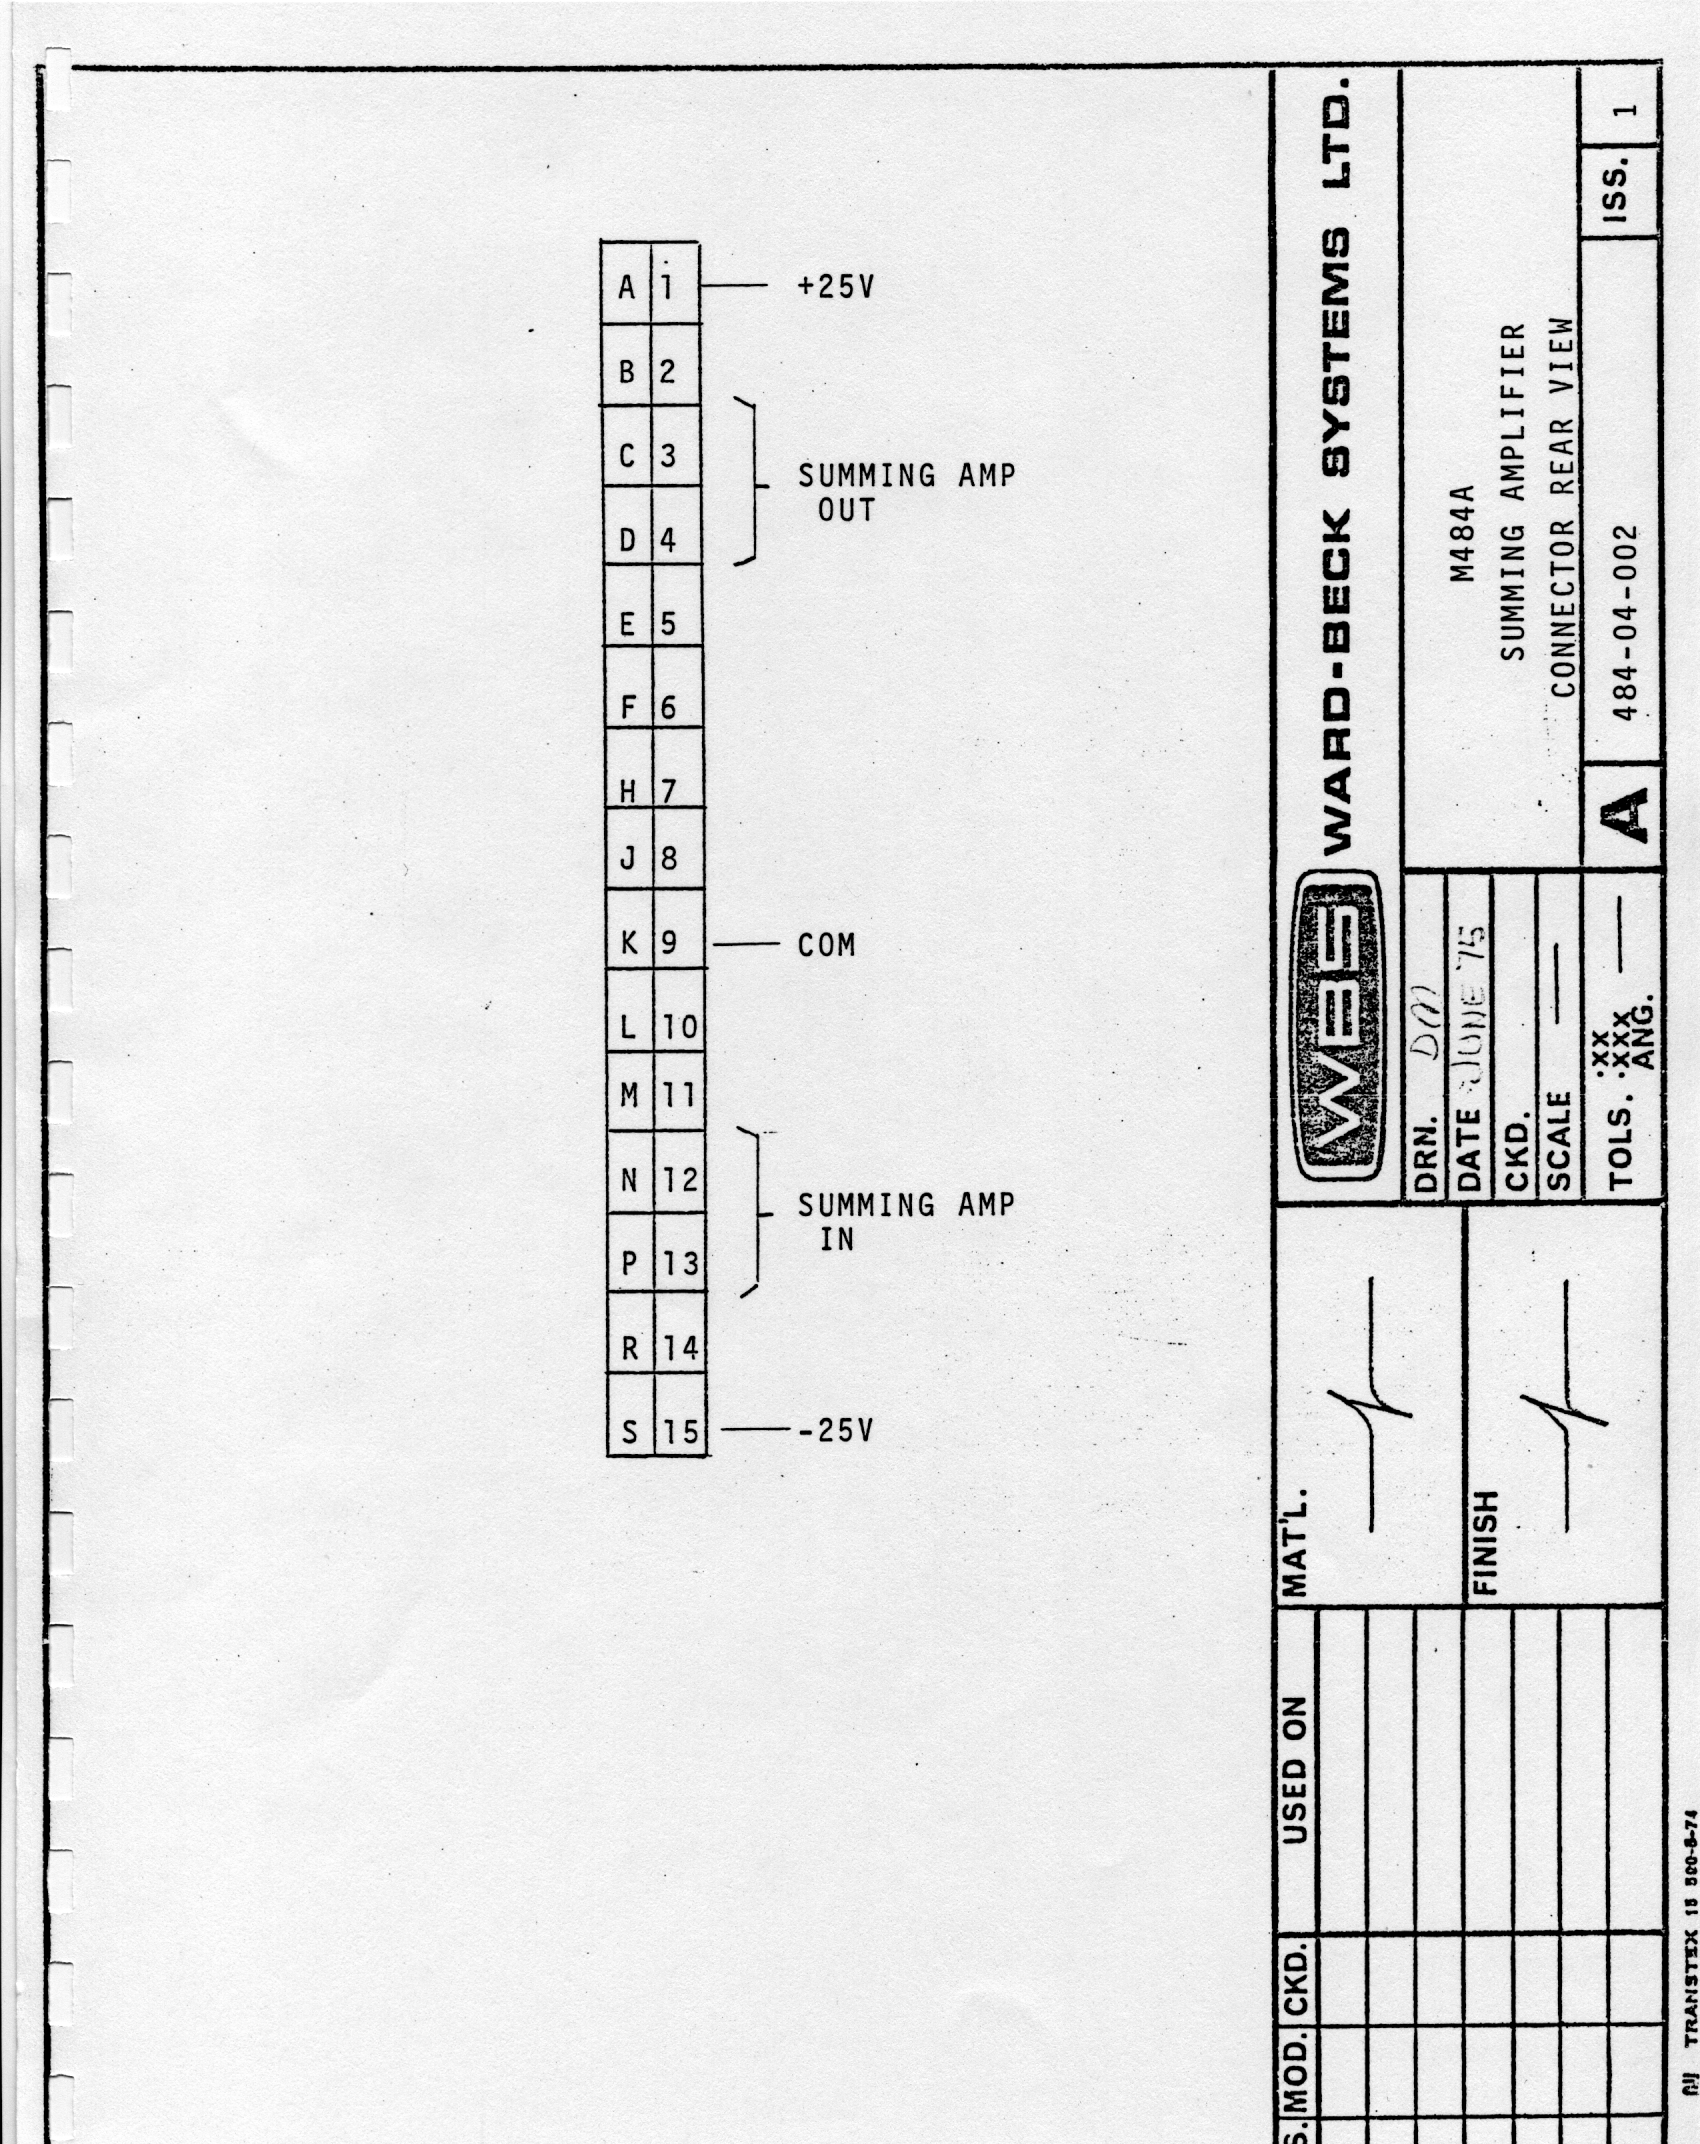 A 1 +25V
B 2
C 3
SUMMING AMP
OUT
D 4
E 5
F 6
H 7
J 8
K 9 COM
L 10
M 11
N 12
SUMMING AMP
IN
P 13
R 14
S 15 -25V
WBS WARD-BECK SYSTEMS LTD.
M484A
SUMMING AMPLIFIER
CONNECTOR REAR VIEW
A 484-04-002 ISS. 1
DRN. DM
DATE JUNE '75
CKD.
SCALE —
TOLS. .XX
.XXX —
ANG.
MAT'L.
FINISH
USED ON
CKD.
MOD.
S.
TRANSTEX 15 500-8-74